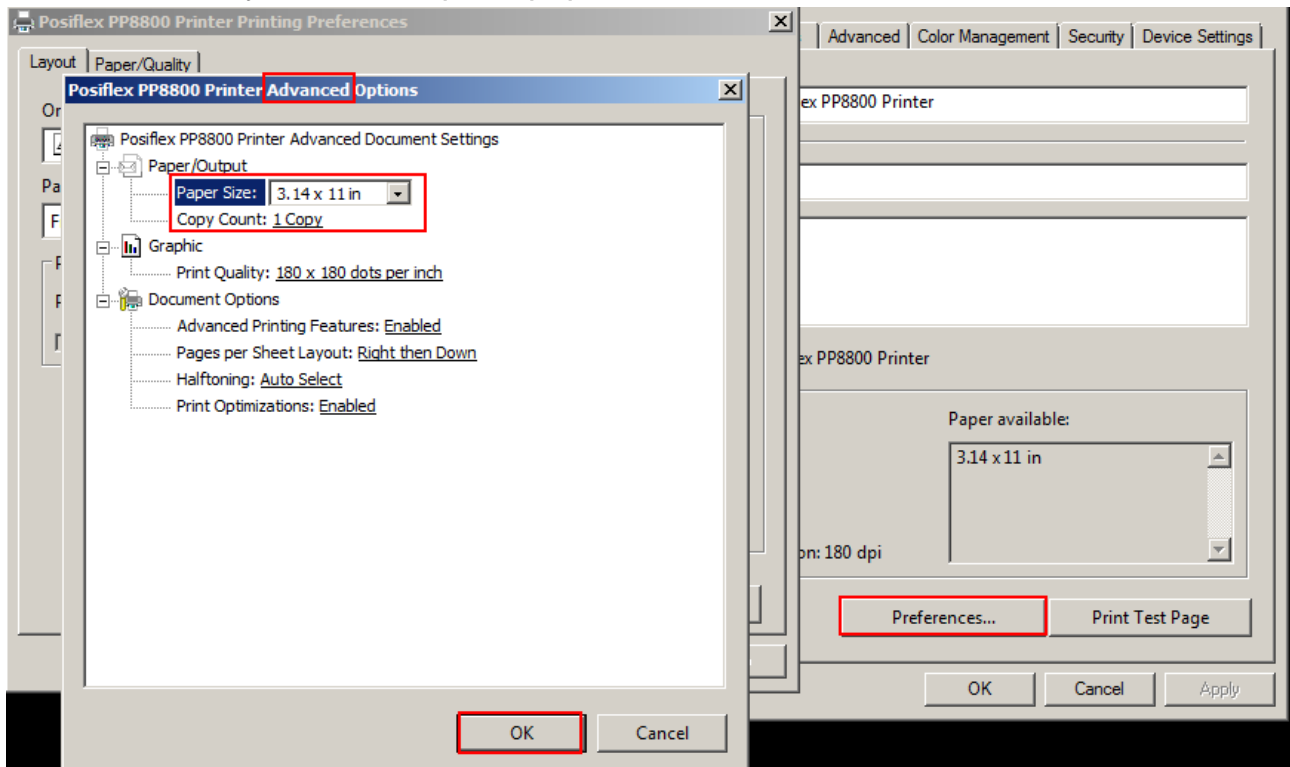 Posiflex PP8800 Printer Printing Preferences
Layout Paper/Quality
Posiflex PP8800 Printer Advanced Options
Or
Pa
F
Posiflex PP8800 Printer Advanced Document Settings
Paper/Output
Paper Size: 3.14 x 11 in
Copy Count: 1 Copy
Graphic
Print Quality: 180 x 180 dots per inch
Document Options
Advanced Printing Features: Enabled
Pages per Sheet Layout: Right then Down
Halftoning: Auto Select
Print Optimizations: Enabled
OK Cancel
Advanced Color Management Security Device Settings
ex PP8800 Printer
ex PP8800 Printer
Paper available:
3.14 x 11 in
on: 180 dpi
Preferences... Print Test Page
OK Cancel Apply